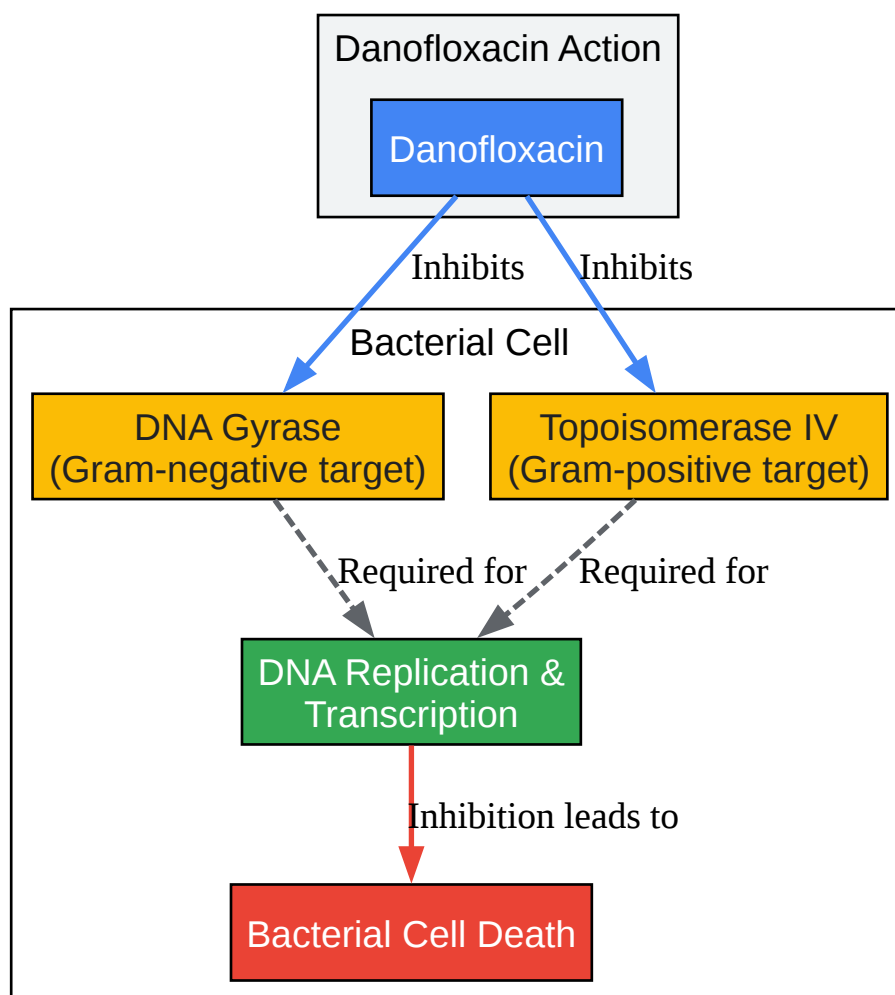 Danofloxacin Action
Danofloxacin
Inhibits
Inhibits
Bacterial Cell
DNA Gyrase
(Gram-negative target)
Topoisomerase IV
(Gram-positive target)
Required for
Required for
DNA Replication &
Transcription
Inhibition leads to
Bacterial Cell Death